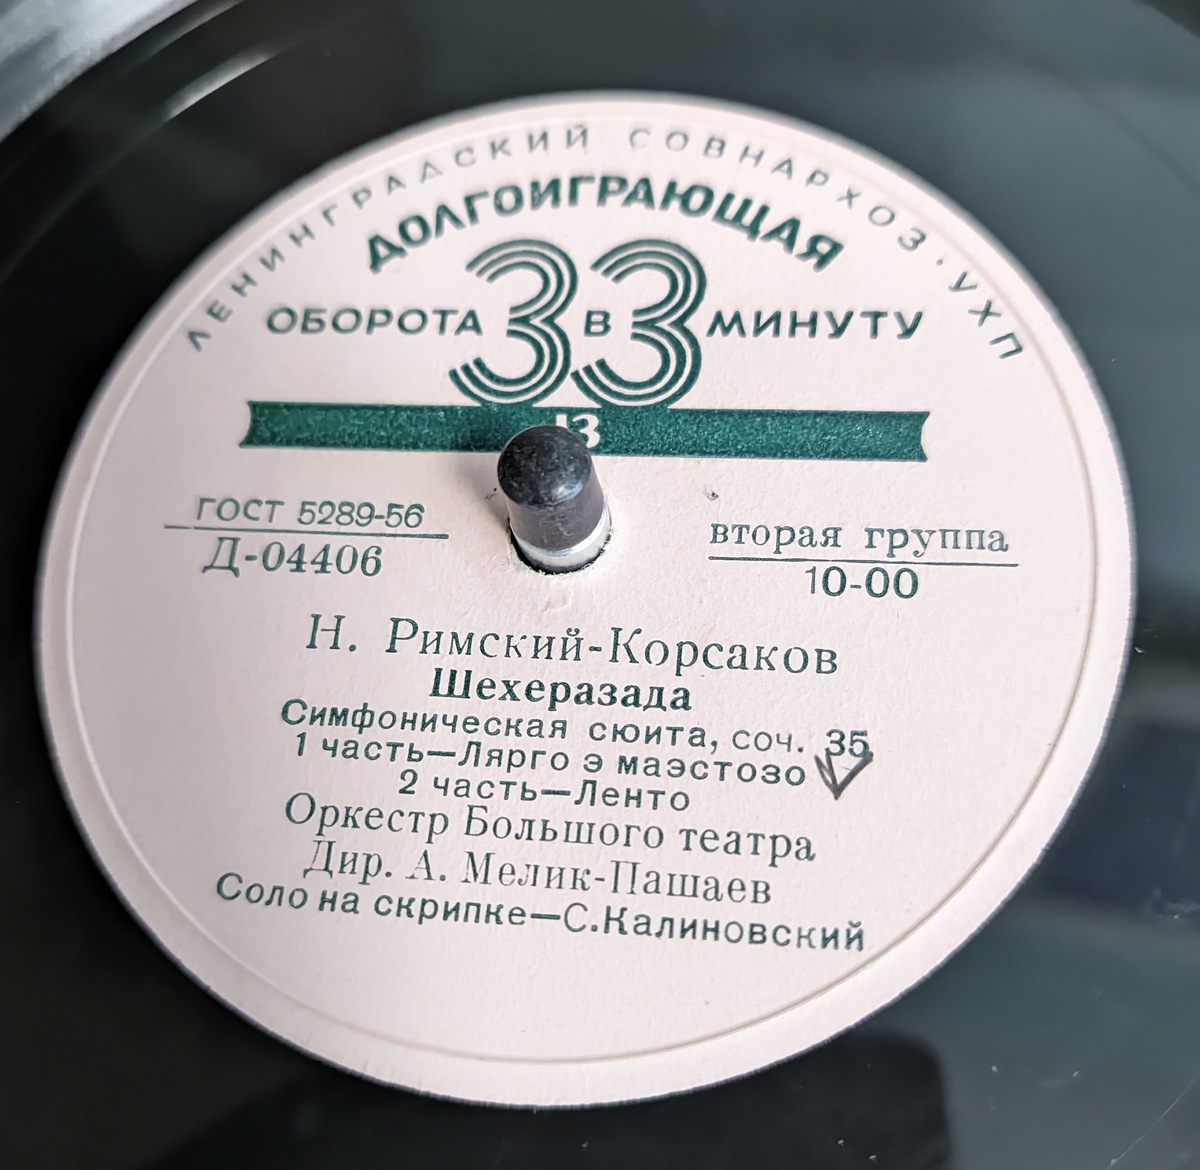 ЛЕНИНГРАДСКИЙ СОВНАРХОЗ · УХП
ДОЛГОИГРАЮЩАЯ
33
ОБОРОТА В МИНУТУ
ГОСТ 5289-56
Д-04406
вторая группа
10-00
Н. Римский-Корсаков
Шехеразада
Симфоническая сюита, соч. 35
1 часть—Лярго э маэстозо
2 часть—Ленто
Оркестр Большого театра
Дир. А. Мелик-Пашаев
Соло на скрипке—С.Калиновский